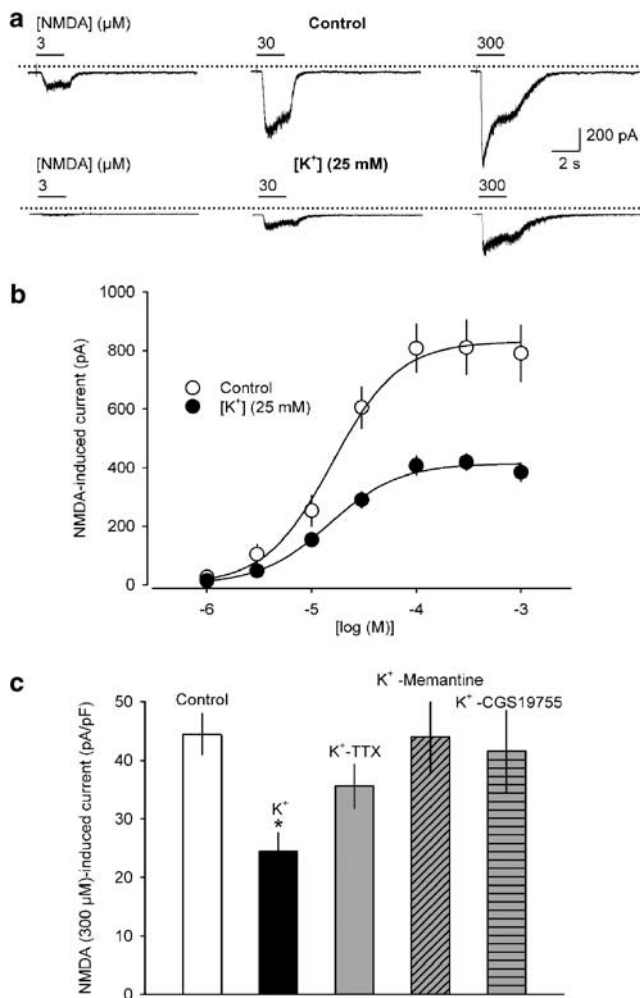 a
[NMDA] (µM) Control
3 30 300
200 pA
2 s
[NMDA] (µM) [K+] (25 mM)
3 30 300
b
NMDA-induced current (pA)
1000
800
600
400
200
0
Control
[K+] (25 mM)
-6 -5 -4 -3
[log (M)]
c
NMDA (300 µM)-induced current (pA/pF)
50
40
30
20
10
0
Control
K+
*
K+-TTX
K+ -Memantine
K+ -CGS19755